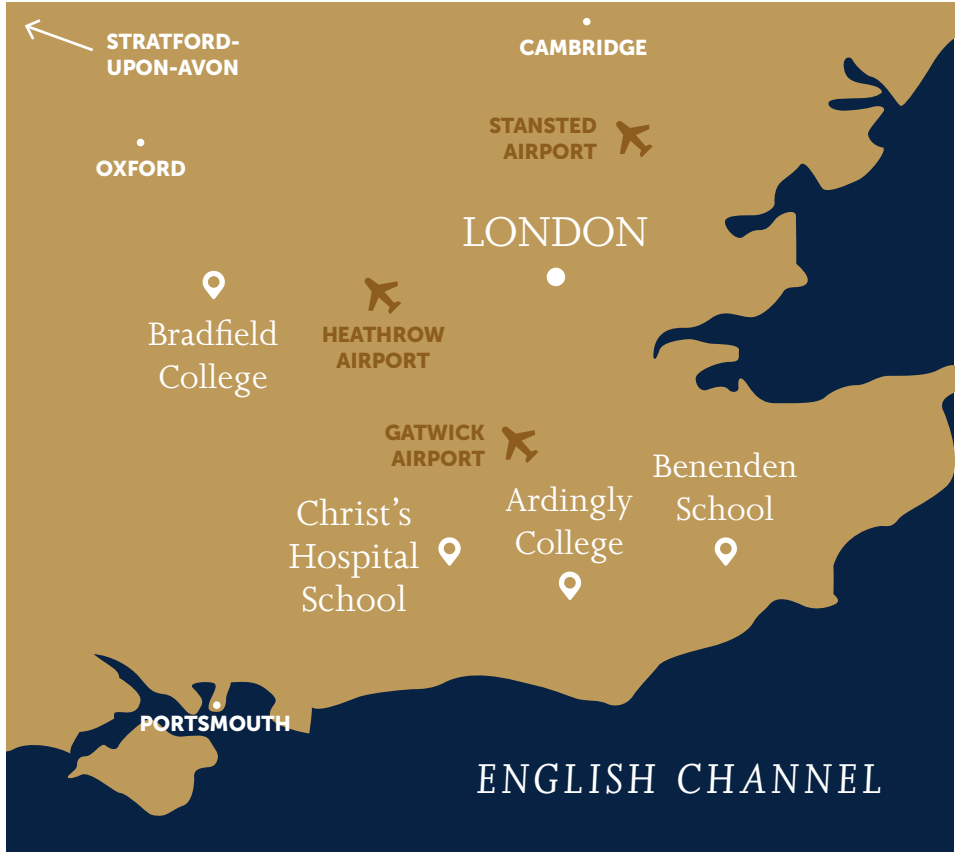 STRATFORD-
UPON-AVON
CAMBRIDGE
STANSTED
AIRPORT
OXFORD
LONDON
Bradfield
College
HEATHROW
AIRPORT
GATWICK
AIRPORT
Benenden
School
Ardingly
College
Christ’s
Hospital
School
PORTSMOUTH
ENGLISH CHANNEL